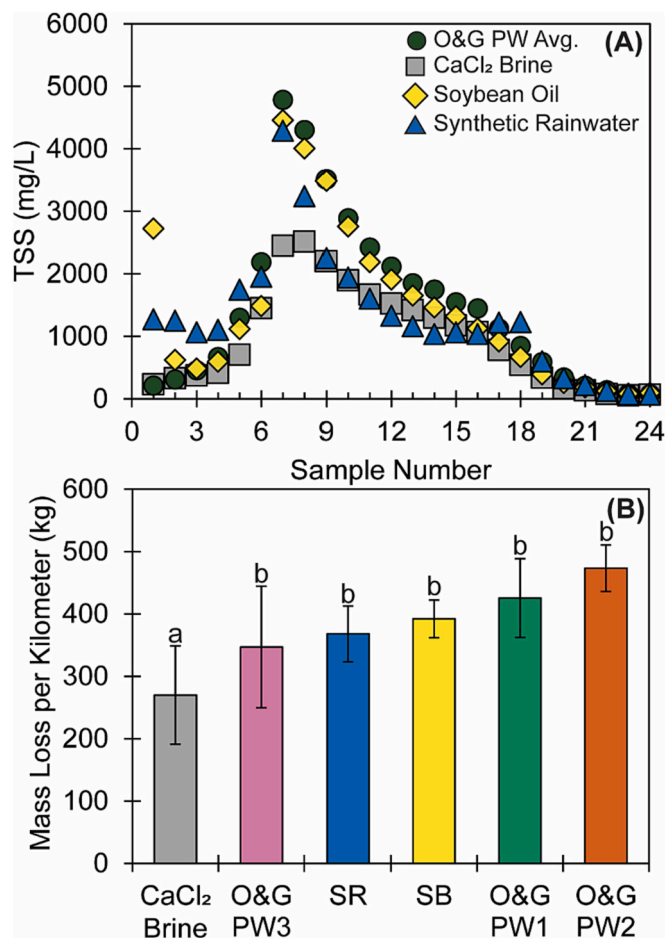 6000
5000
4000
3000
2000
1000
0
TSS (mg/L)
(A)
O&G PW Avg.
CaCl₂ Brine
Soybean Oil
Synthetic Rainwater
0 3 6 9 12 15 18 21 24
Sample Number
600
500
400
300
200
100
0
Mass Loss per Kilometer (kg)
(B)
a b b b b b
CaCl₂ O&G SR SB O&G O&G
Brine PW3 PW1 PW2